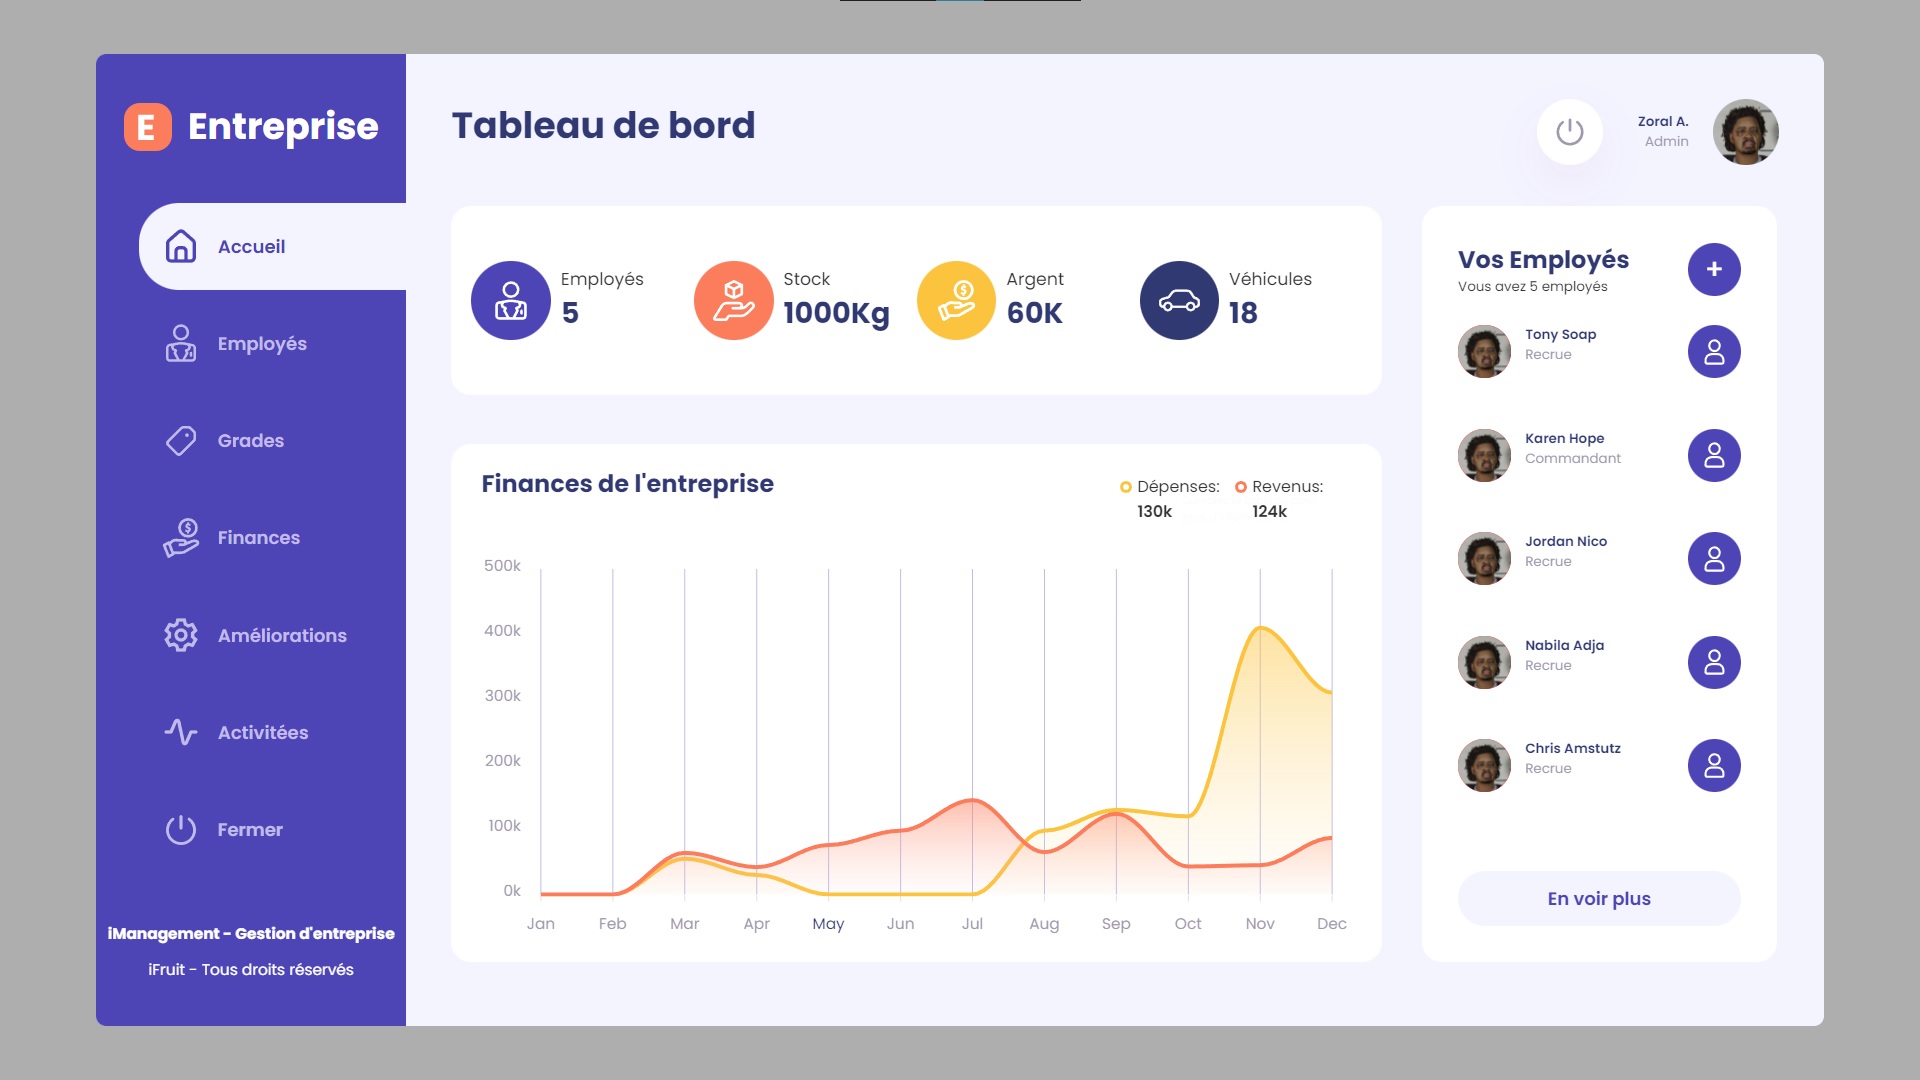 E Entreprise
Accueil
Employés
Grades
Finances
Améliorations
Activitées
Fermer
iManagement - Gestion d'entreprise
iFruit - Tous droits réservés
Tableau de bord
Zoral A.
Admin
Employés
5
Stock
1000Kg
Argent
60K
Véhicules
18
Finances de l'entreprise
Dépenses: Revenus:
130k 124k
500k
400k
300k
200k
100k
0k
Jan Feb Mar Apr May Jun Jul Aug Sep Oct Nov Dec
Vos Employés
Vous avez 5 employés
+
Tony Soap
Recrue
Karen Hope
Commandant
Jordan Nico
Recrue
Nabila Adja
Recrue
Chris Amstutz
Recrue
En voir plus